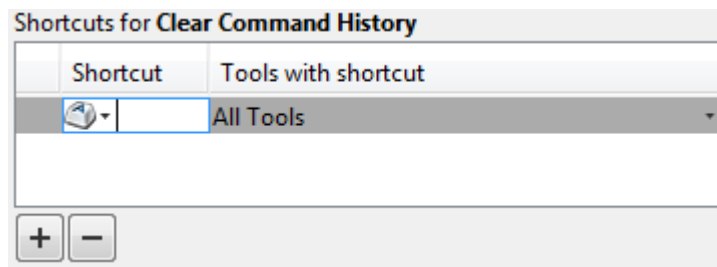 Shortcuts for Clear Command History
Shortcut Tools with shortcut
All Tools
+ −